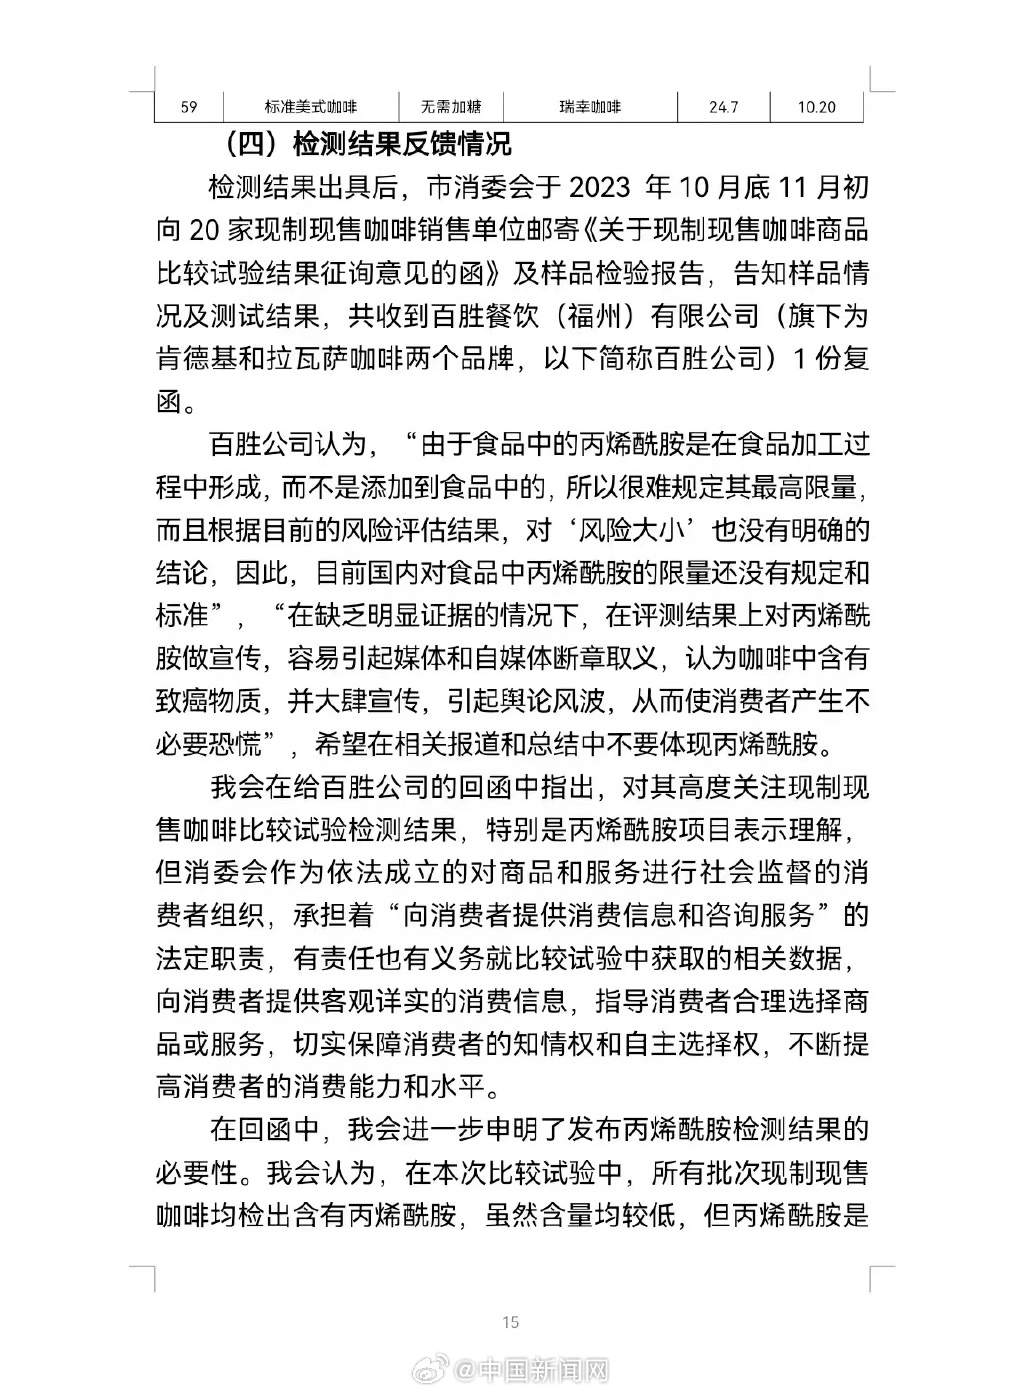 59 标准美式咖啡 无需加糖 瑞幸咖啡 24.7 10.20
（四）检测结果反馈情况
检测结果出具后，市消委会于 2023 年 10 月底 11 月初
向 20 家现制现售咖啡销售单位邮寄《关于现制现售咖啡商品
比较试验结果征询意见的函》及样品检验报告，告知样品情
况及测试结果，共收到百胜餐饮（福州）有限公司（旗下为
肯德基和拉瓦萨咖啡两个品牌，以下简称百胜公司）1 份复
函。
百胜公司认为，“由于食品中的丙烯酰胺是在食品加工过
程中形成，而不是添加到食品中的，所以很难规定其最高限量，
而且根据目前的风险评估结果，对‘风险大小’也没有明确的
结论，因此，目前国内对食品中丙烯酰胺的限量还没有规定和
标准”，“在缺乏明显证据的情况下，在评测结果上对丙烯酰
胺做宣传，容易引起媒体和自媒体断章取义，认为咖啡中含有
致癌物质，并大肆宣传，引起舆论风波，从而使消费者产生不
必要恐慌”，希望在相关报道和总结中不要体现丙烯酰胺。
我会在给百胜公司的回函中指出，对其高度关注现制现
售咖啡比较试验检测结果，特别是丙烯酰胺项目表示理解，
但消委会作为依法成立的对商品和服务进行社会监督的消
费者组织，承担着“向消费者提供消费信息和咨询服务”的
法定职责，有责任也有义务就比较试验中获取的相关数据，
向消费者提供客观详实的消费信息，指导消费者合理选择商
品或服务，切实保障消费者的知情权和自主选择权，不断提
高消费者的消费能力和水平。
在回函中，我会进一步申明了发布丙烯酰胺检测结果的
必要性。我会认为，在本次比较试验中，所有批次现制现售
咖啡均检出含有丙烯酰胺，虽然含量均较低，但丙烯酰胺是
15
@中国新闻网